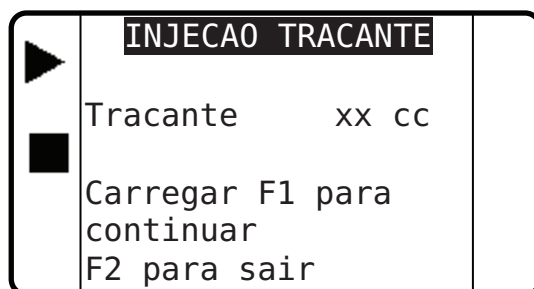 INJECAO TRACANTE
Tracante xx cc
Carregar F1 para
continuar
F2 para sair